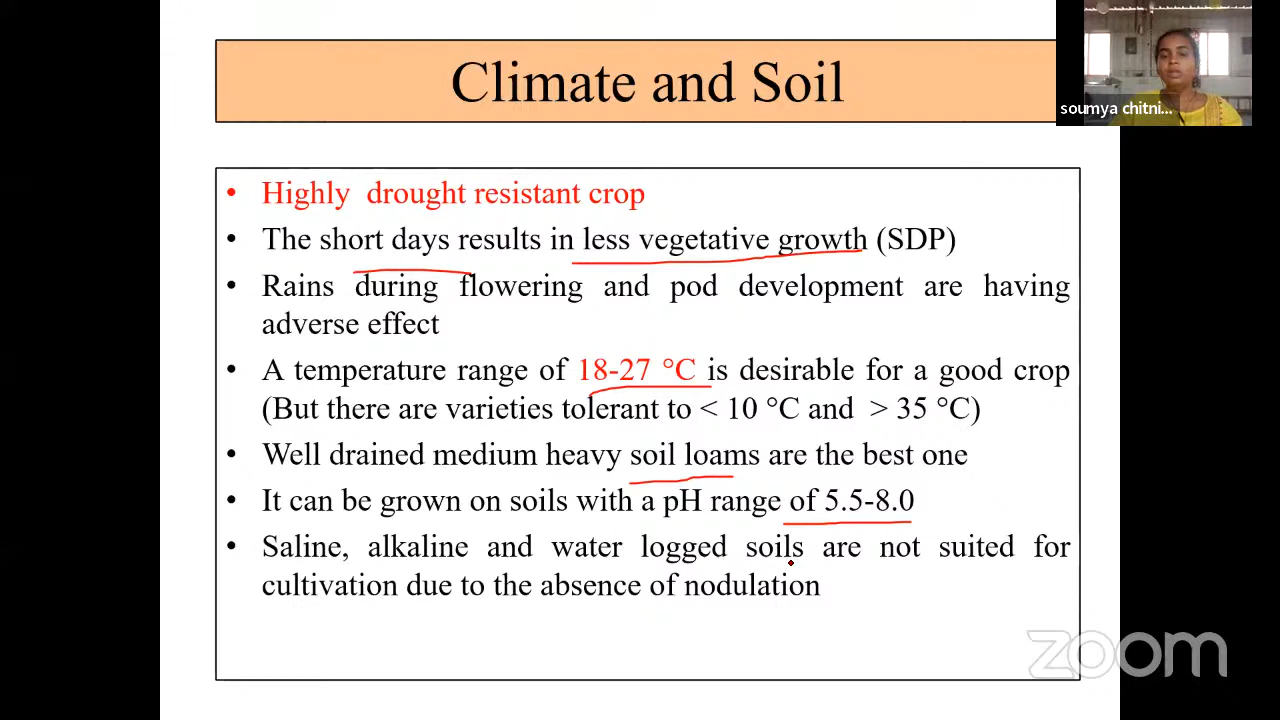 Climate and Soil
soumya chitni...
• Highly drought resistant crop
• The short days results in less vegetative growth (SDP)
• Rains during flowering and pod development are having
adverse effect
• A temperature range of 18-27 °C is desirable for a good crop
(But there are varieties tolerant to < 10 °C and > 35 °C)
• Well drained medium heavy soil loams are the best one
• It can be grown on soils with a pH range of 5.5-8.0
• Saline, alkaline and water logged soils are not suited for
cultivation due to the absence of nodulation
zoom